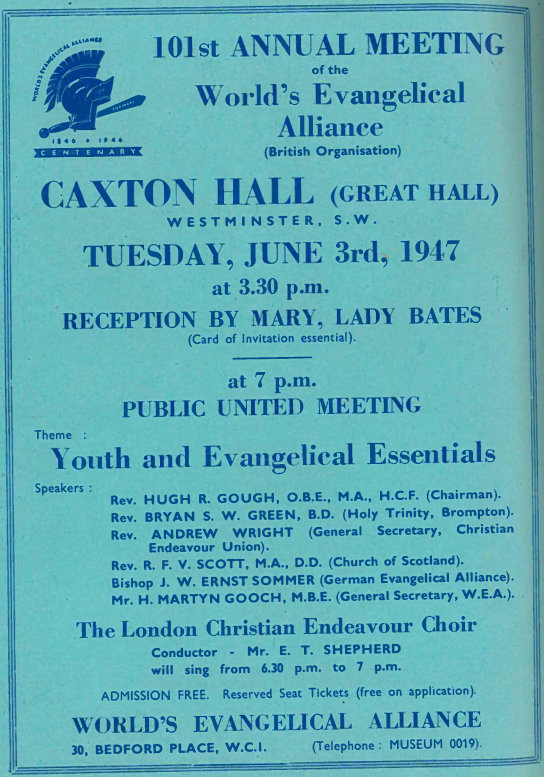 WORLD'S EVANGELICAL ALLIANCE
1846 • 1946
CENTENARY
101st ANNUAL MEETING
of the
World's Evangelical
Alliance
(British Organisation)
CAXTON HALL (GREAT HALL)
WESTMINSTER, S.W.
TUESDAY, JUNE 3rd, 1947
at 3.30 p.m.
RECEPTION BY MARY, LADY BATES
(Card of Invitation essential).
at 7 p.m.
PUBLIC UNITED MEETING
Theme :
Youth and Evangelical Essentials
Speakers :
Rev. HUGH R. GOUGH, O.B.E., M.A., H.C.F. (Chairman).
Rev. BRYAN S. W. GREEN, B.D. (Holy Trinity, Brompton).
Rev. ANDREW WRIGHT (General Secretary, Christian
Endeavour Union).
Rev. R. F. V. SCOTT, M.A., D.D. (Church of Scotland).
Bishop J. W. ERNST SOMMER (German Evangelical Alliance).
Mr. H. MARTYN GOOCH, M.B.E. (General Secretary, W.E.A.).
The London Christian Endeavour Choir
Conductor - Mr. E. T. SHEPHERD
will sing from 6.30 p.m. to 7 p.m.
ADMISSION FREE. Reserved Seat Tickets (free on application).
WORLD'S EVANGELICAL ALLIANCE
30, BEDFORD PLACE, W.C.I. (Telephone : MUSEUM 0019).